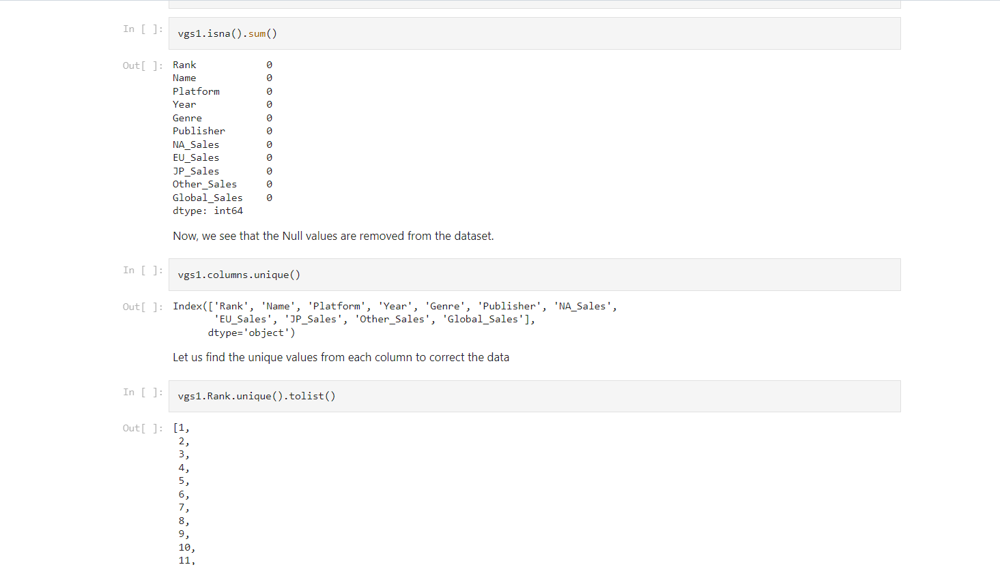 In [ ]: vgs1.isna().sum()
Out[ ]: Rank            0
Name            0
Platform        0
Year            0
Genre           0
Publisher       0
NA_Sales        0
EU_Sales        0
JP_Sales        0
Other_Sales     0
Global_Sales    0
dtype: int64
Now, we see that the Null values are removed from the dataset.
In [ ]: vgs1.columns.unique()
Out[ ]: Index(['Rank', 'Name', 'Platform', 'Year', 'Genre', 'Publisher', 'NA_Sales',
'EU_Sales', 'JP_Sales', 'Other_Sales', 'Global_Sales'],
dtype='object')
Let us find the unique values from each column to correct the data
In [ ]: vgs1.Rank.unique().tolist()
Out[ ]: [1,
2,
3,
4,
5,
6,
7,
8,
9,
10,
11,